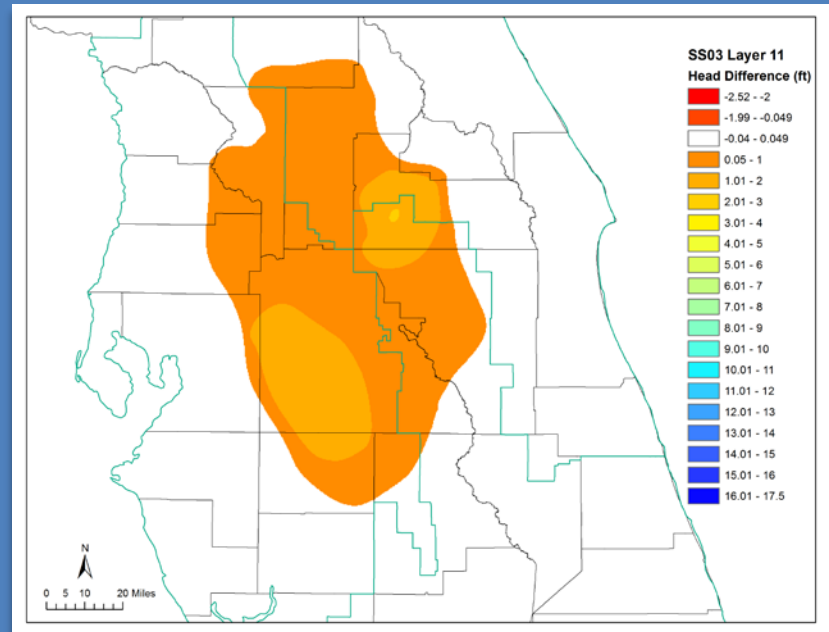 SS03 Layer 11
Head Difference (ft)
-2.52 - -2
-1.99 - -0.049
-0.04 - 0.049
0.05 - 1
1.01 - 2
2.01 - 3
3.01 - 4
4.01 - 5
5.01 - 6
6.01 - 7
7.01 - 8
8.01 - 9
9.01 - 10
10.01 - 11
11.01 - 12
12.01 - 13
13.01 - 14
14.01 - 15
15.01 - 16
16.01 - 17.5
N
0 5 10 20 Miles